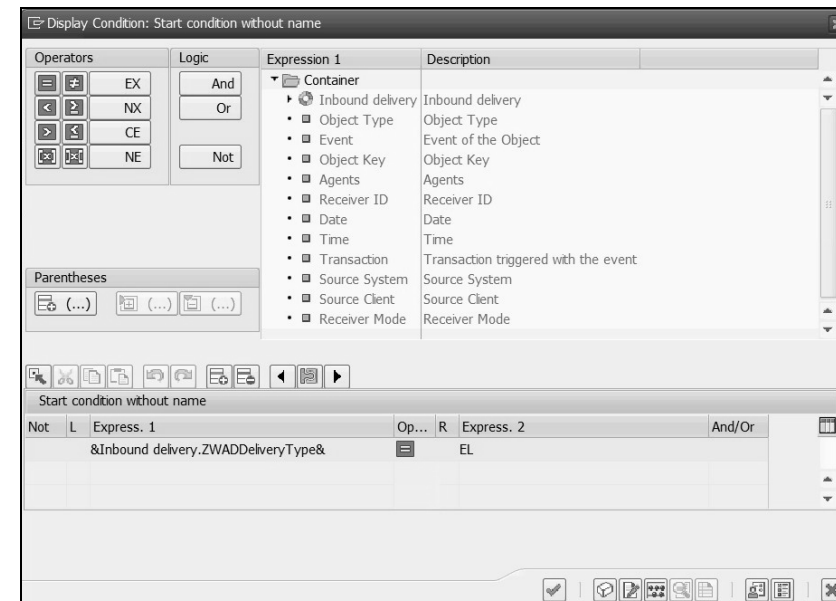 Display Condition: Start condition without name
Operators
EX
NX
CE
NE
Logic
And
Or
Not
Parentheses
(...)
(...)
(...)
Expression 1 Description
Container
Inbound delivery Inbound delivery
Object Type Object Type
Event Event of the Object
Object Key Object Key
Agents Agents
Receiver ID Receiver ID
Date Date
Time Time
Transaction Transaction triggered with the event
Source System Source System
Source Client Source Client
Receiver Mode Receiver Mode
Start condition without name
Not L Express. 1 Op... R Express. 2 And/Or
&Inbound delivery.ZWADDeliveryType& = EL